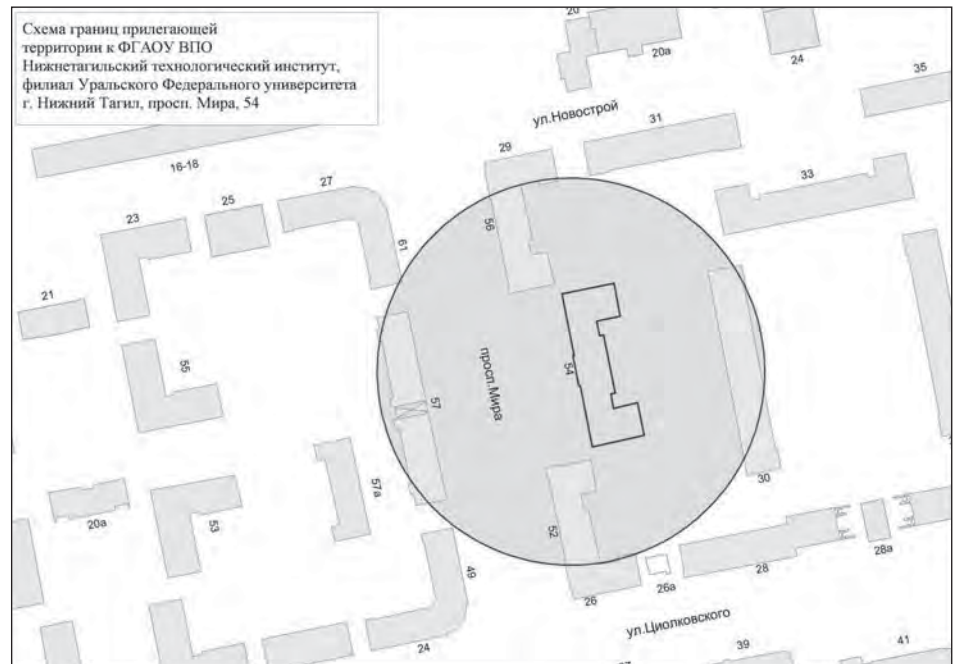 Схема границ прилегающей
территории к ФГАОУ ВПО
Нижнетагильский технологический институт,
филиал Уральского Федерального университета
г. Нижний Тагил, просп. Мира, 54
20
20а
24
35
ул.Новострой
31
29
16-18
33
27
25
23
56
61
21
просп.Мира
54
55
57
30
57а
20а
53
52
28а
28
26а
26
49
ул.Циолковского
24
39
41